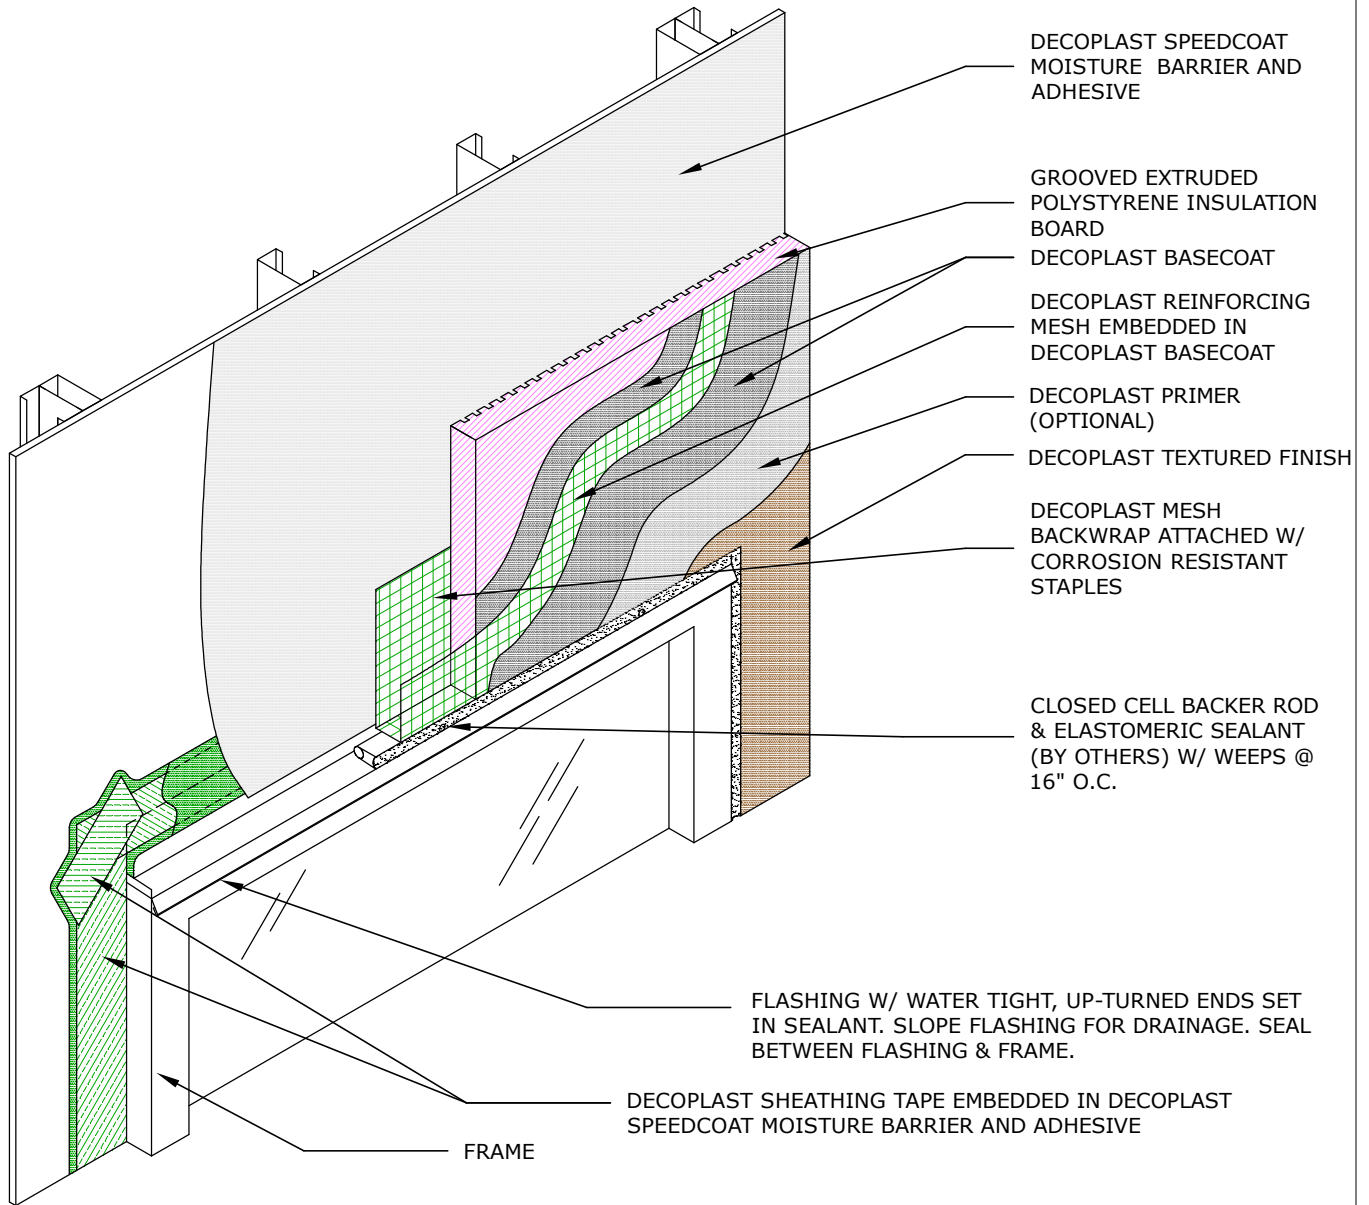 DECOPLAST SPEEDCOAT
MOISTURE BARRIER AND
ADHESIVE
GROOVED EXTRUDED
POLYSTYRENE INSULATION
BOARD
DECOPLAST BASECOAT
DECOPLAST REINFORCING
MESH EMBEDDED IN
DECOPLAST BASECOAT
DECOPLAST PRIMER
(OPTIONAL)
DECOPLAST TEXTURED FINISH
DECOPLAST MESH
BACKWRAP ATTACHED W/
CORROSION RESISTANT
STAPLES
CLOSED CELL BACKER ROD
& ELASTOMERIC SEALANT
(BY OTHERS) W/ WEEPS @
16" O.C.
FLASHING W/ WATER TIGHT, UP-TURNED ENDS SET
IN SEALANT. SLOPE FLASHING FOR DRAINAGE. SEAL
BETWEEN FLASHING & FRAME.
DECOPLAST SHEATHING TAPE EMBEDDED IN DECOPLAST
SPEEDCOAT MOISTURE BARRIER AND ADHESIVE
FRAME